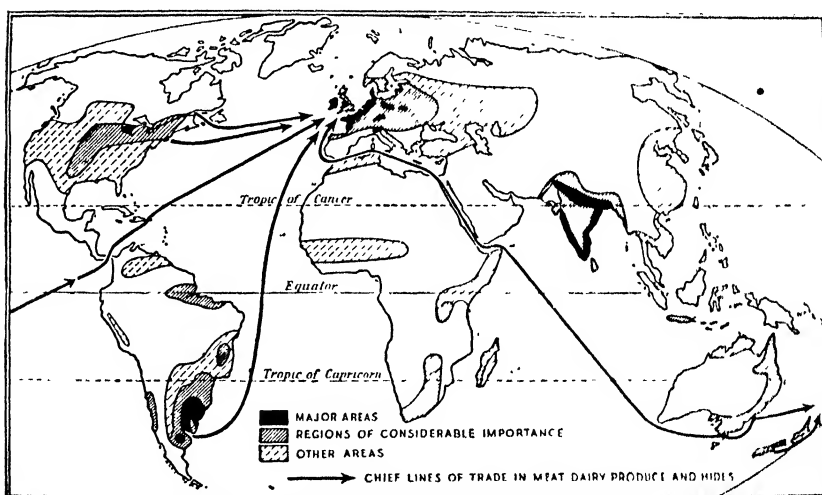 Tropic of Cancer
Equator
Tropic of Capricorn
MAJOR AREAS
REGIONS OF CONSIDERABLE IMPORTANCE
OTHER AREAS
CHIEF LINES OF TRADE IN MEAT DAIRY PRODUCE AND HIDES